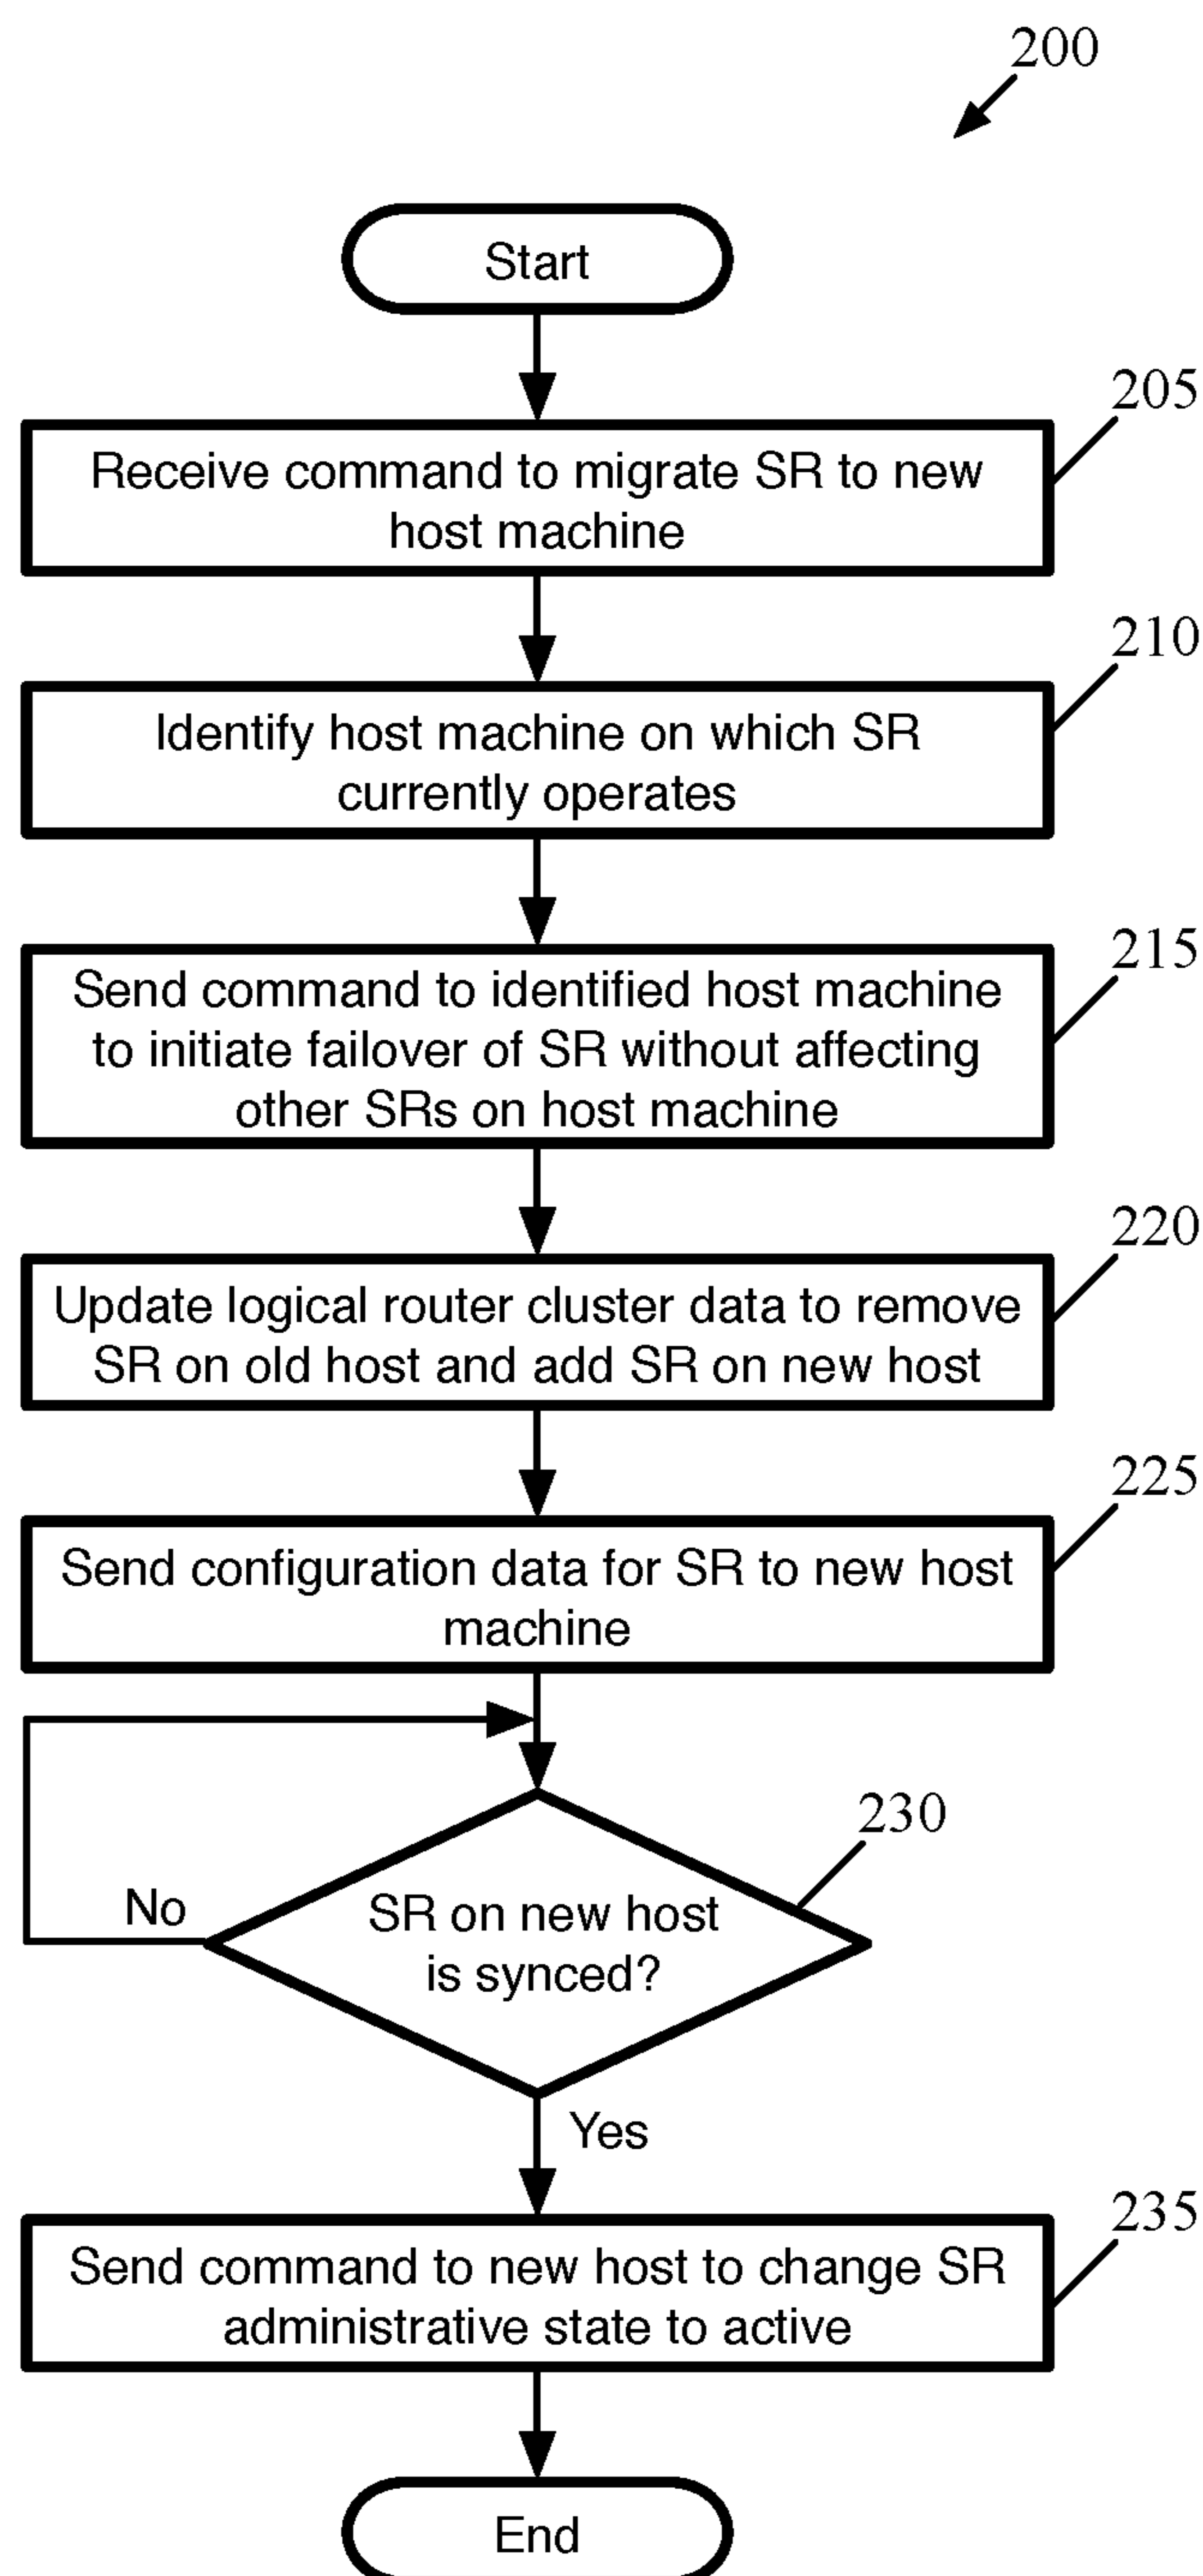 200
Start
205
Receive command to migrate SR to new
host machine
210
Identify host machine on which SR
currently operates
215
Send command to identified host machine
to initiate failover of SR without affecting
other SRs on host machine
220
Update logical router cluster data to remove
SR on old host and add SR on new host
225
Send configuration data for SR to new host
machine
230
No
SR on new host
is synced?
Yes
235
Send command to new host to change SR
administrative state to active
End